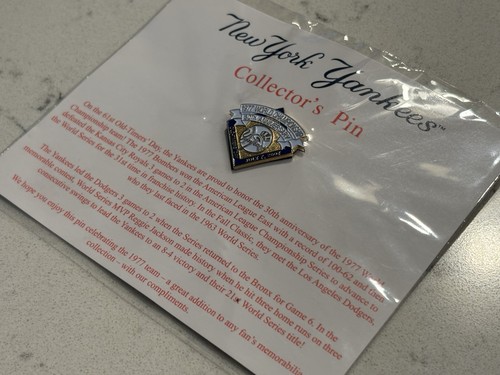 New York Yankees™
Collector's Pin
On the 61st Old Timers' Day, the Yankees are proud to honor the 30th anniversary of the 1977 World
Championship team! The 1977 Bombers won the American League East with a record of 100-62 and then
defeated the Kansas City Royals 3 games to 2 in the American League Championship Series to advance to
the World Series for the 31st time in franchise history. In the Fall Classic, they met the Los Angeles Dodgers,
who they last faced in the 1963 World Series.
The Yankees led the Dodgers 3 games to 2 when the Series returned to the Bronx for Game 6. In the
memorable contest, World Series MVP Reggie Jackson made history when he hit three home runs on three
consecutive swings to lead the Yankees to an 8-4 victory and their 21st World Series title!
We hope you enjoy this pin celebrating the 1977 team – a great addition to any fan's memorabilia
collection – with our compliments.